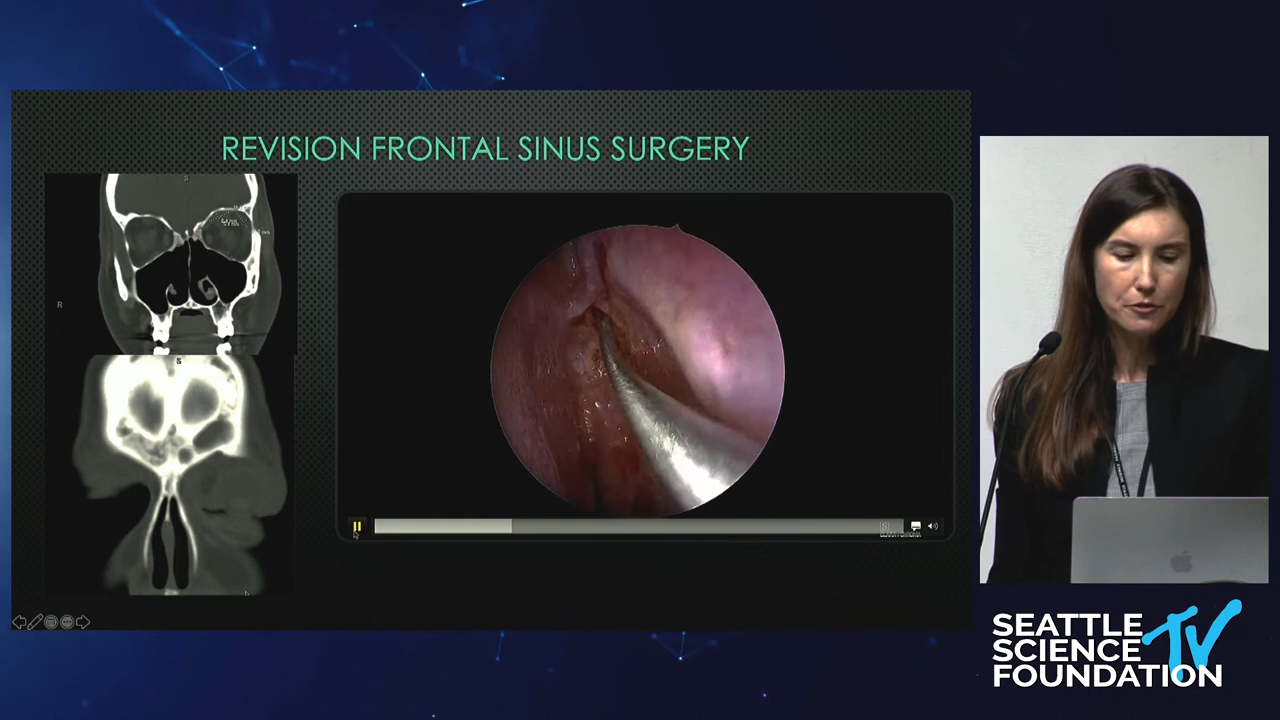 REVISION FRONTAL SINUS SURGERY
S
R
S
SEATTLE
SCIENCE
FOUNDATION
TV